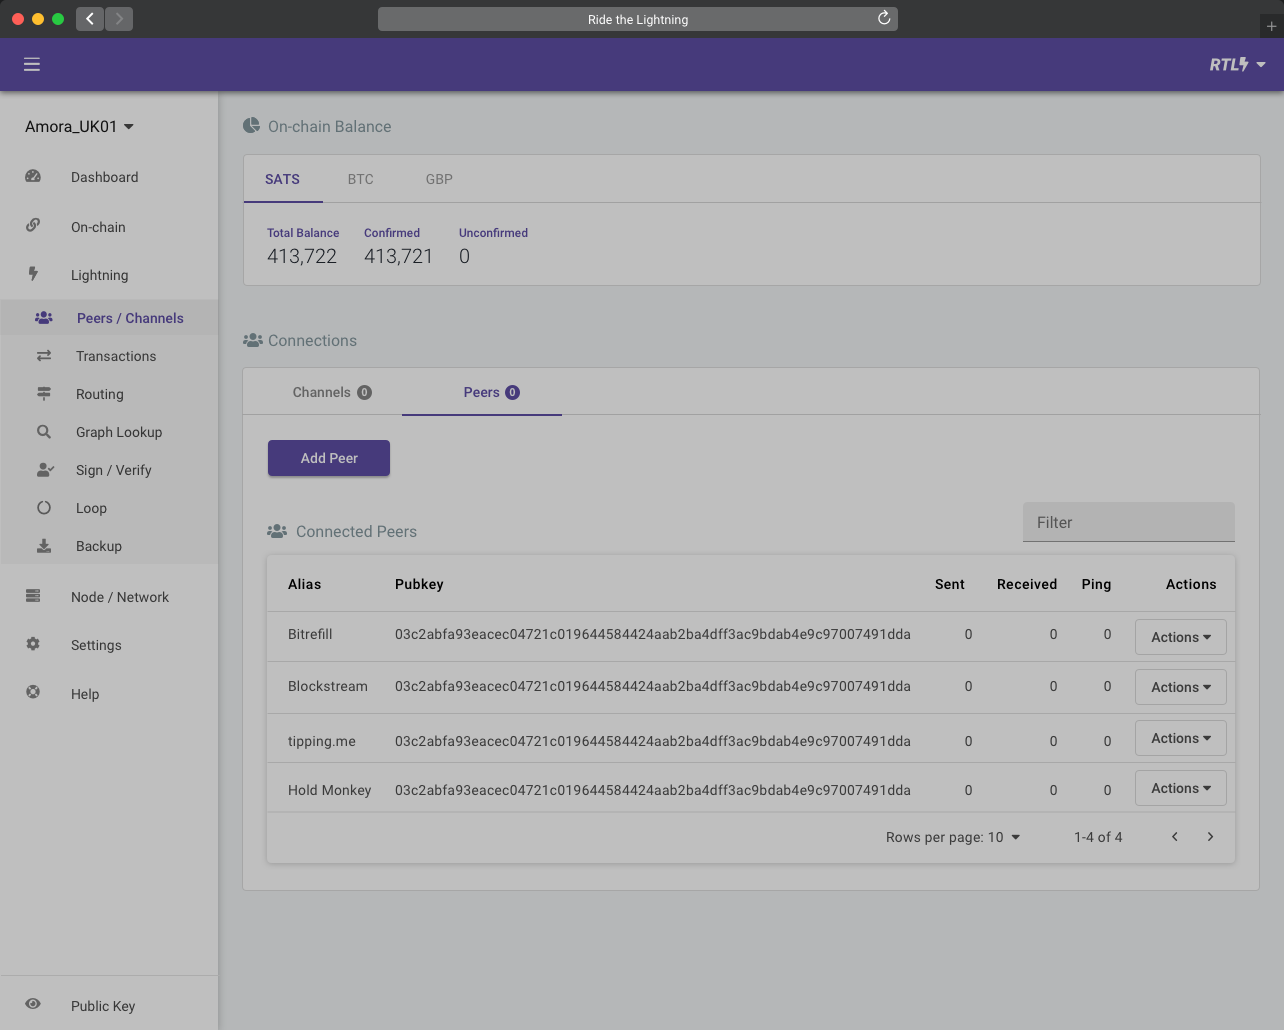 Ride the Lightning
RTL
Amora_UK01
Dashboard
On-chain
Lightning
Peers / Channels
Transactions
Routing
Graph Lookup
Sign / Verify
Loop
Backup
Node / Network
Settings
Help
Public Key
On-chain Balance
SATS BTC GBP
Total Balance Confirmed Unconfirmed
413,722 413,721 0
Connections
Channels 0 Peers 0
Add Peer
Connected Peers Filter
Alias Pubkey Sent Received Ping Actions
Bitrefill 03c2abfa93eacec04721c019644584424aab2ba4dff3ac9bdab4e9c97007491dda 0 0 0 Actions
Blockstream 03c2abfa93eacec04721c019644584424aab2ba4dff3ac9bdab4e9c97007491dda 0 0 0 Actions
tipping.me 03c2abfa93eacec04721c019644584424aab2ba4dff3ac9bdab4e9c97007491dda 0 0 0 Actions
Hold Monkey 03c2abfa93eacec04721c019644584424aab2ba4dff3ac9bdab4e9c97007491dda 0 0 0 Actions
Rows per page: 10 1-4 of 4